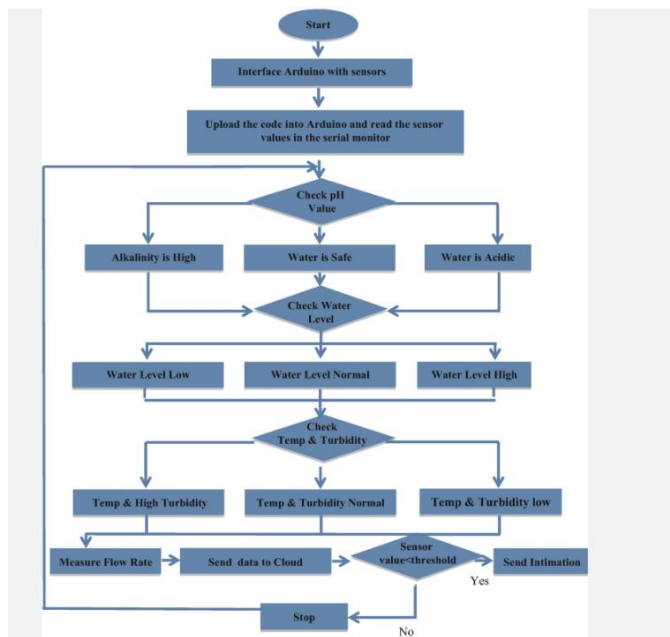 Start
Interface Arduino with sensors
Upload the code into Arduino and read the sensor
values in the serial monitor
Check pH
Value
Alkalinity is High
Water is Safe
Water is Acidic
Check Water
Level
Water Level Low
Water Level Normal
Water Level High
Check
Temp & Turbidity
Temp & High Turbidity
Temp & Turbidity Normal
Temp & Turbidity low
Measure Flow Rate
Send data to Cloud
Sensor
value<threshold
Send Intimation
Yes
Stop
No